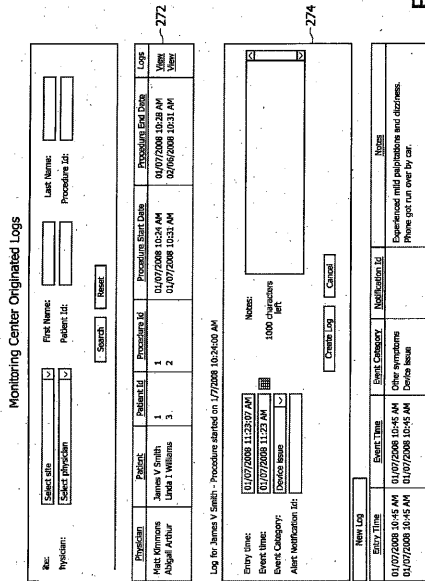 Monitoring Center Originated Logs
Site: Select site First Name: Last Name:
Physician: Select physician Patient Id: Procedure Id:
Search Reset
272
Physician Patient Patient Id Procedure Id Procedure Start Date Procedure End Date Logs
Matt Kimmons James V Smith 1 1 01/07/2008 10:24 AM 01/07/2008 10:28 AM View
Abigail Arthur Linda T Williams 3 2 01/07/2008 10:31 AM 02/06/2008 10:31 AM View
Log for James V Smith - Procedure started on 1/7/2008 10:24:00 AM
274
Entry time: 01/07/2008 11:23:07 AM Notes:
Event time: 01/07/2008 11:23 AM 1000 characters
Event Category: Device issue left
Alert Notification Id:
Create Log Cancel
New Log
Entry Time Event Time Event Category Notification Id Notes
01/07/2008 10:45 AM 01/07/2008 10:45 AM Other symptoms Experienced mild palpitations and dizziness.
01/07/2008 10:45 AM 01/07/2008 10:45 AM Device issue Phone got run over by car.